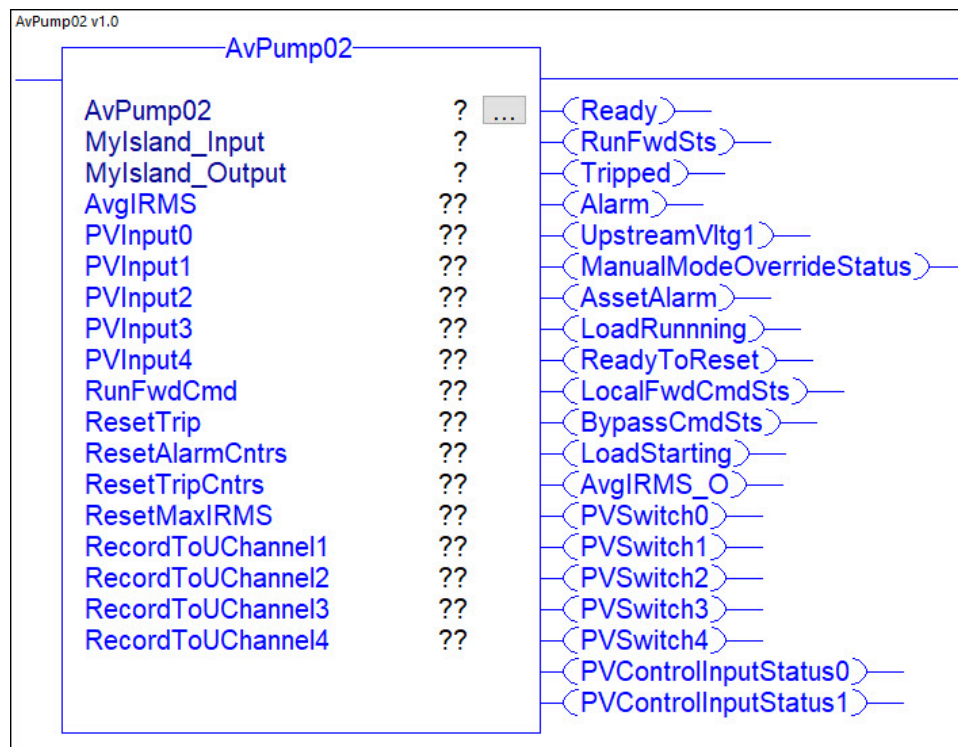 AvPump02 v1.0
AvPump02
AvPump02 ? ... Ready
MyIsland_Input ? RunFwdSts
MyIsland_Output ? Tripped
AvgIRMS ?? Alarm
PVInput0 ?? UpstreamVltg1
PVInput1 ?? ManualModeOverrideStatus
PVInput2 ?? AssetAlarm
PVInput3 ?? LoadRunnning
PVInput4 ?? ReadyToReset
RunFwdCmd ?? LocalFwdCmdSts
ResetTrip ?? BypassCmdSts
ResetAlarmCntrs ?? LoadStarting
ResetTripCntrs ?? AvgIRMS_O
ResetMaxIRMS ?? PVSwitch0
RecordToUChannel1 ?? PVSwitch1
RecordToUChannel2 ?? PVSwitch2
RecordToUChannel3 ?? PVSwitch3
RecordToUChannel4 ?? PVSwitch4
PVControlInputStatus0
PVControlInputStatus1